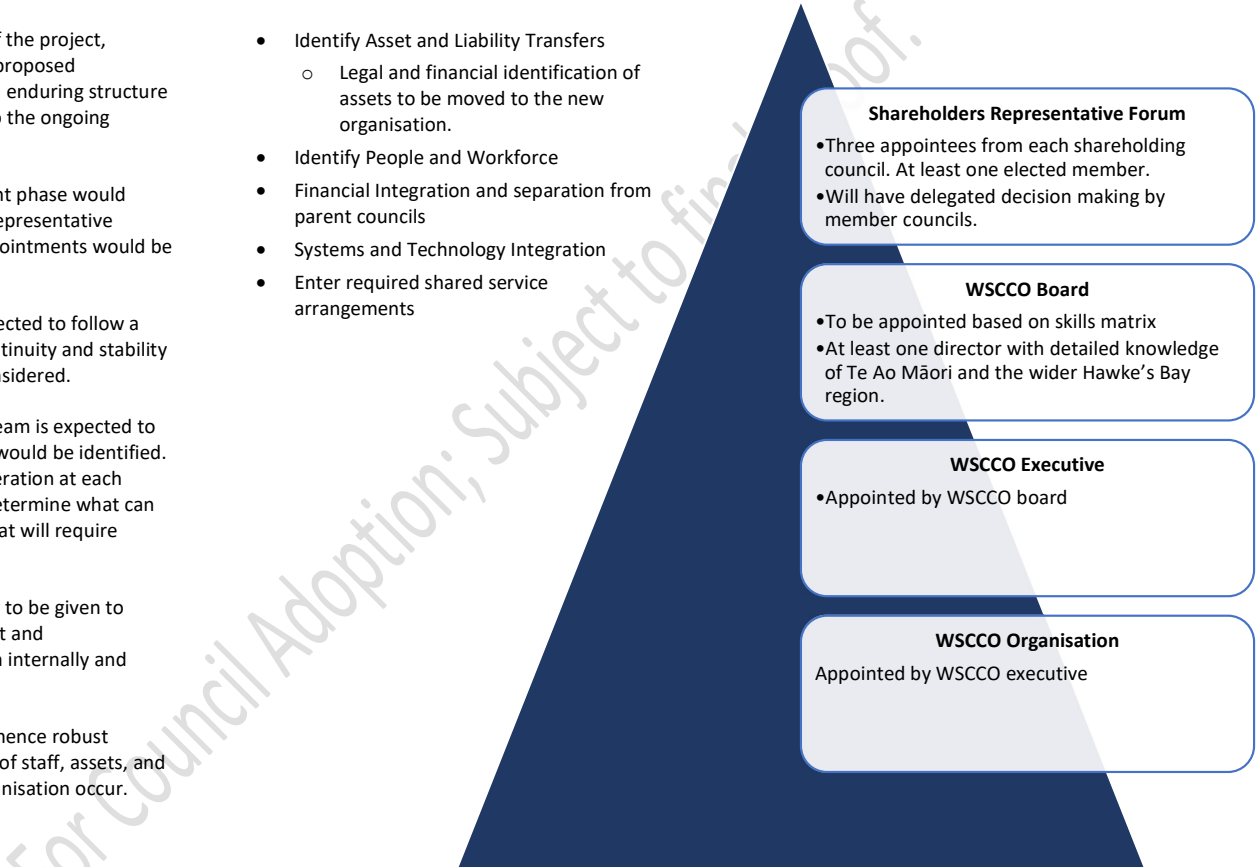 f the project,
proposed
enduring structure
o the ongoing
nt phase would
epresentative
ointments would be
ected to follow a
tinuity and stability
nsidered.
eam is expected to
would be identified.
eration at each
etermine what can
at will require
to be given to
t and
n internally and
nence robust
of staff, assets, and
nisation occur.
• Identify Asset and Liability Transfers
o Legal and financial identification of
assets to be moved to the new
organisation.
• Identify People and Workforce
• Financial Integration and separation from
parent councils
• Systems and Technology Integration
• Enter required shared service
arrangements
Shareholders Representative Forum
•Three appointees from each shareholding
council. At least one elected member.
•Will have delegated decision making by
member councils.
WSCCO Board
•To be appointed based on skills matrix
•At least one director with detailed knowledge
of Te Ao Māori and the wider Hawke's Bay
region.
WSCCO Executive
•Appointed by WSCCO board
WSCCO Organisation
Appointed by WSCCO executive
For Council Adoption; Subject to fin oof.